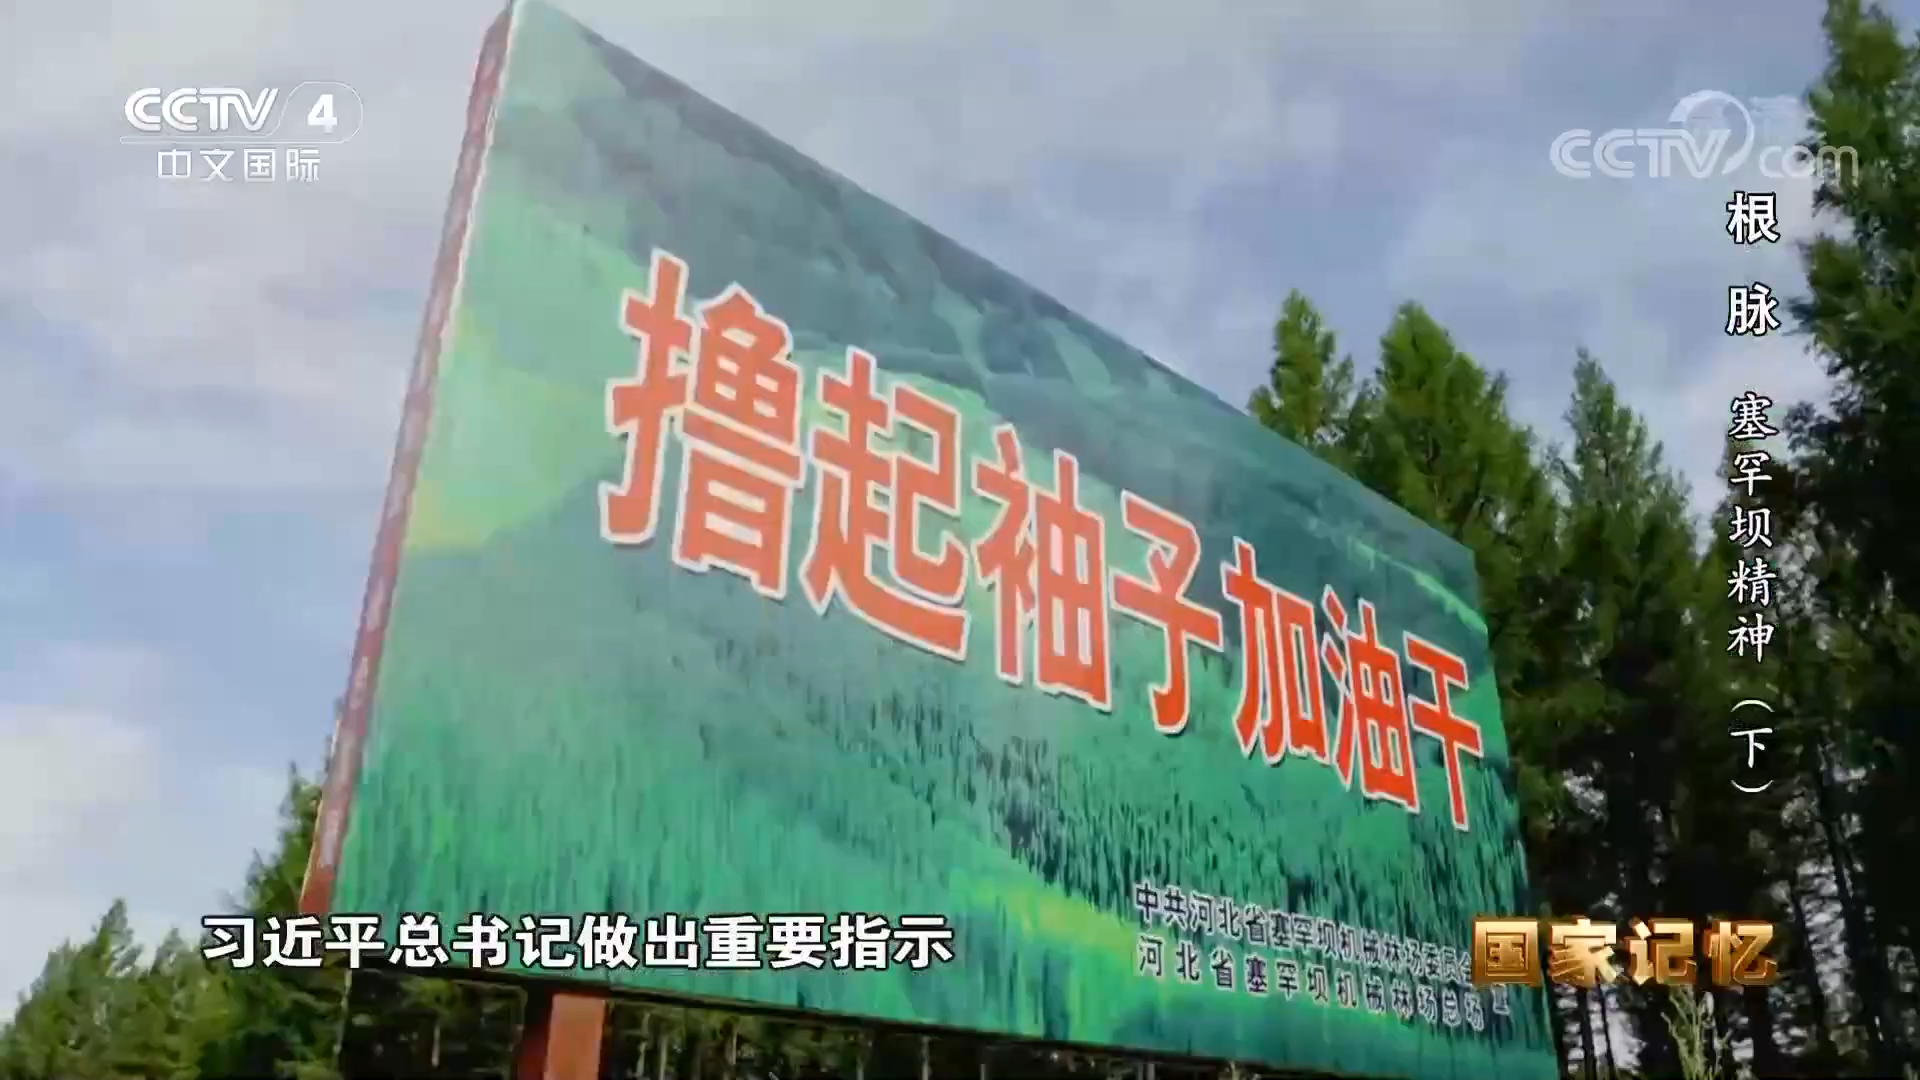 CCTV 4
中文国际
CCTV.com
根脉 塞罕坝精神（下）
撸起袖子加油干
中共河北省塞罕坝机械林场委员会
河北省塞罕坝机械林场总场
习近平总书记做出重要指示
国家记忆